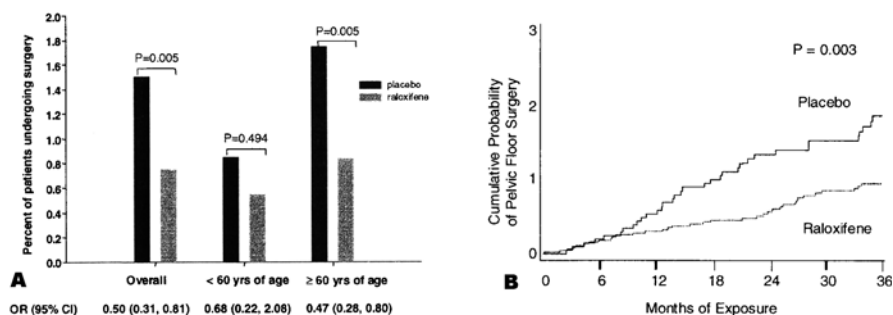 2.0
1.8
1.6
1.4
1.2
1.0
0.8
0.6
0.4
0.2
0.0
Percent of patients undergoing surgery
P=0.005
P=0.494
P=0.005
placebo
raloxifene
A
Overall
< 60 yrs of age
≥ 60 yrs of age
OR (95% CI)
0.50 (0.31, 0.81)
0.68 (0.22, 2.08)
0.47 (0.28, 0.80)
3
2
1
0
Cumulative Probability
of Pelvic Floor Surgery
P = 0.003
Placebo
Raloxifene
B
0 6 12 18 24 30 36
Months of Exposure